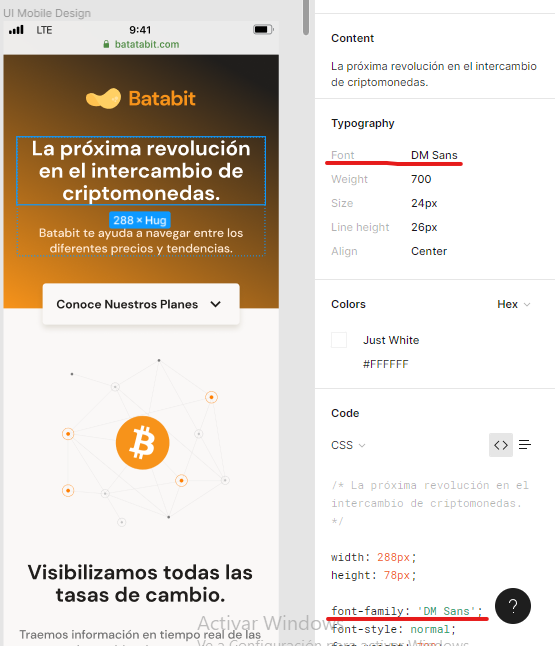 UI Mobile Design
LTE
9:41
batatabit.com
Batabit
La próxima revolución
en el intercambio de
criptomonedas.
288 × Hug
Batabit te ayuda a navegar entre los
diferentes precios y tendencias.
Conoce Nuestros Planes
Visibilizamos todas las
tasas de cambio.
Traemos información en tiempo real de las
Content
La próxima revolución en el intercambio
de criptomonedas.
Typography
Font DM Sans
Weight 700
Size 24px
Line height 26px
Align Center
Colors Hex
Just White
#FFFFFF
Code
CSS
/* La próxima revolución en el
intercambio de criptomonedas.
*/
width: 288px;
height: 78px;
font-family: 'DM Sans';
font-style: normal;
?
Activar Windows